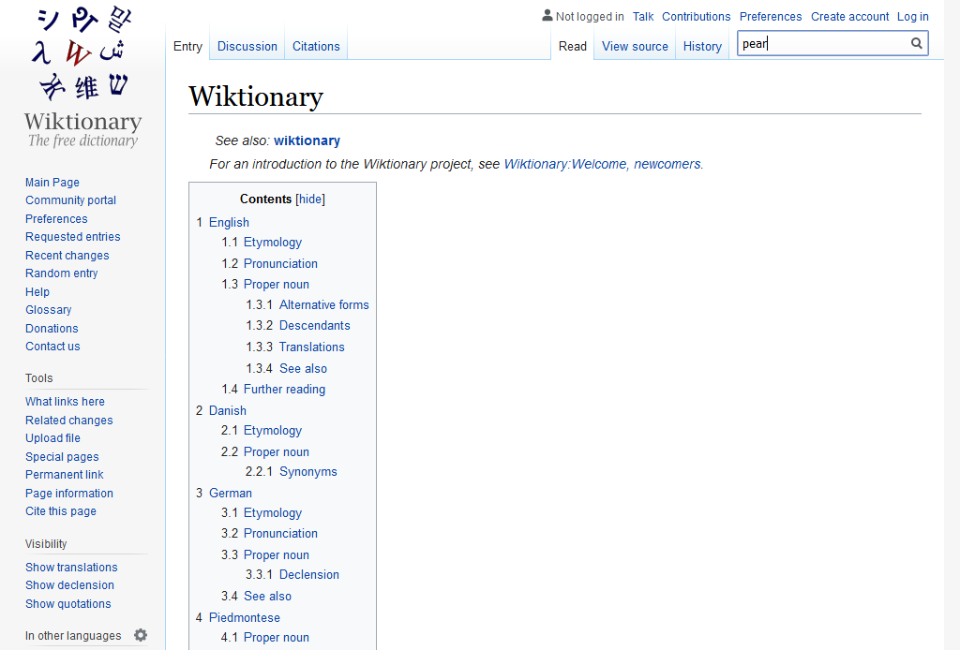 Not logged in Talk Contributions Preferences Create account Log in
Entry Discussion Citations Read View source History pear
Wiktionary
The free dictionary
Main Page
Community portal
Preferences
Requested entries
Recent changes
Random entry
Help
Glossary
Donations
Contact us
Tools
What links here
Related changes
Upload file
Special pages
Permanent link
Page information
Cite this page
Visibility
Show translations
Show declension
Show quotations
In other languages
Wiktionary
See also: wiktionary
For an introduction to the Wiktionary project, see Wiktionary:Welcome, newcomers.
Contents [hide]
1 English
1.1 Etymology
1.2 Pronunciation
1.3 Proper noun
1.3.1 Alternative forms
1.3.2 Descendants
1.3.3 Translations
1.3.4 See also
1.4 Further reading
2 Danish
2.1 Etymology
2.2 Proper noun
2.2.1 Synonyms
3 German
3.1 Etymology
3.2 Pronunciation
3.3 Proper noun
3.3.1 Declension
3.4 See also
4 Piedmontese
4.1 Proper noun